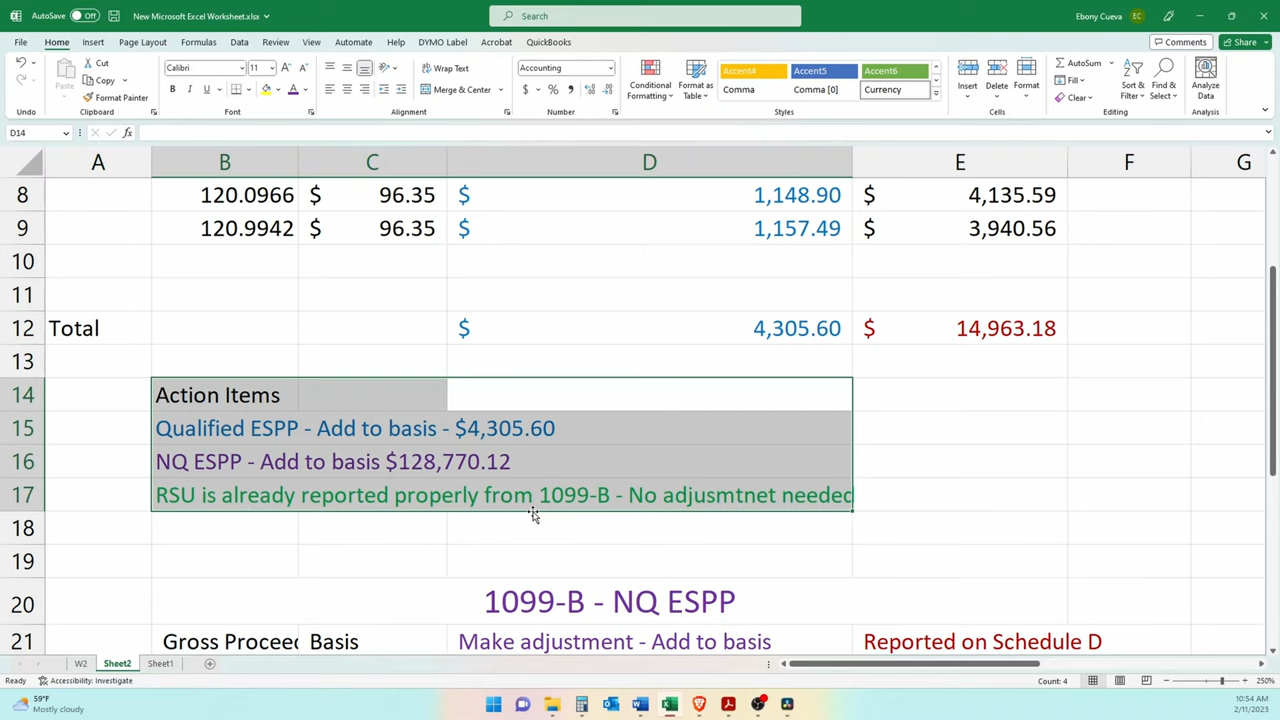 AutoSave Off New Microsoft Excel Worksheet.xlsx Search Ebony Cueva EC
File Home Insert Page Layout Formulas Data Review View Automate Help DYMO Label Acrobat QuickBooks Comments Share
Cut Calibri 11 Wrap Text Accounting Accent4 Accent5 Accent6 AutoSum
Paste Copy Conditional Formatting Format as Table Insert Delete Format Fill Sort & Filter Find & Select Analyze Data
Format Painter B I U Merge & Center $ % Comma Comma [0] Currency Clear
Undo Clipboard Font Alignment Number Styles Cells Editing Analysis
D14 fx
A B C D E F G
8 120.0966 $ 96.35 $ 1,148.90 $ 4,135.59
9 120.9942 $ 96.35 $ 1,157.49 $ 3,940.56
10
11
12 Total $ 4,305.60 $ 14,963.18
13
14 Action Items
15 Qualified ESPP - Add to basis - $4,305.60
16 NQ ESPP - Add to basis $128,770.12
17 RSU is already reported properly from 1099-B - No adjusmtnet needed
18
19
20 1099-B - NQ ESPP
21 Gross Proceed Basis Make adjustment - Add to basis Reported on Schedule D
W2 Sheet2 Sheet1
Ready Accessibility: Investigate Count: 4 250%
59°F
Mostly cloudy
10:54 AM
2/11/2023